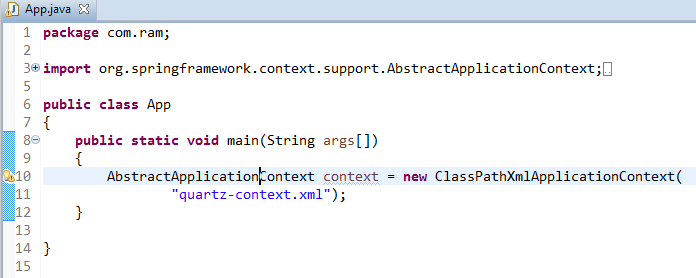 App.java
1 package com.ram;
2
3 import org.springframework.context.support.AbstractApplicationContext;
5
6 public class App
7 {
8     public static void main(String args[])
9     {
10         AbstractApplicationContext context = new ClassPathXmlApplicationContext(
11                 "quartz-context.xml");
12     }
13
14 }
15